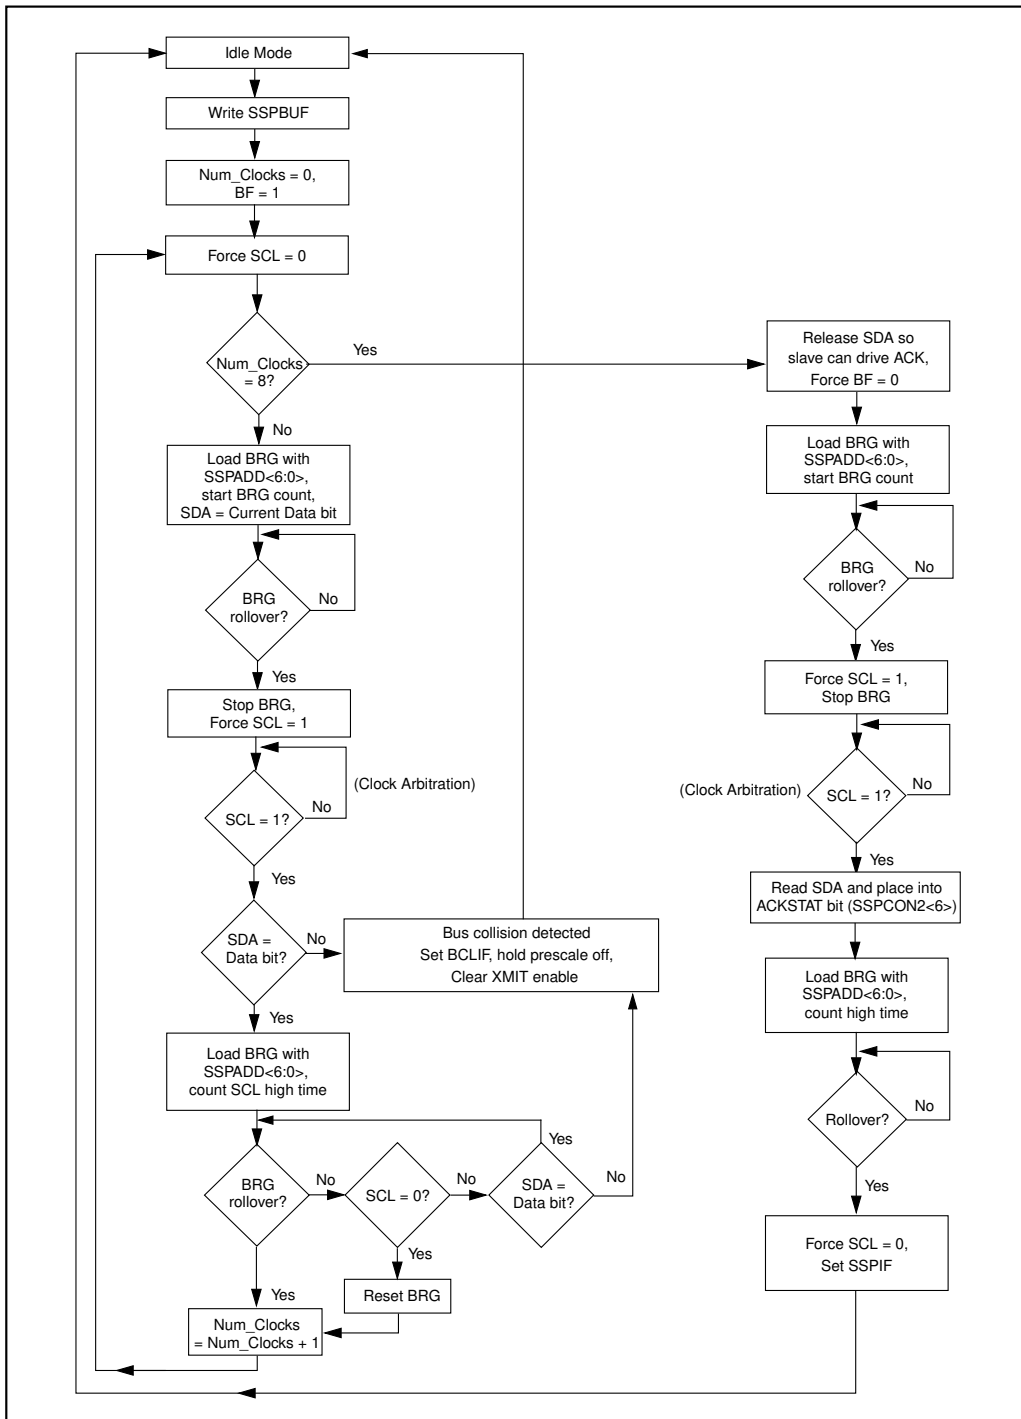 Idle Mode
Write SSPBUF
Num_Clocks = 0,
BF = 1
Force SCL = 0
Num_Clocks
= 8?
Yes
No
Load BRG with
SSPADD<6:0>,
start BRG count,
SDA = Current Data bit
BRG
rollover?
No
Yes
Stop BRG,
Force SCL = 1
SCL = 1?
No
(Clock Arbitration)
Yes
SDA =
Data bit?
No
Bus collision detected
Set BCLIF, hold prescale off,
Clear XMIT enable
Yes
Load BRG with
SSPADD<6:0>,
count SCL high time
BRG
rollover?
No
SCL = 0?
No
SDA =
Data bit?
Yes
No
Yes
Reset BRG
Yes
Num_Clocks
= Num_Clocks + 1
Release SDA so
slave can drive ACK,
Force BF = 0
Load BRG with
SSPADD<6:0>,
start BRG count
BRG
rollover?
No
Yes
Force SCL = 1,
Stop BRG
(Clock Arbitration)
SCL = 1?
No
Yes
Read SDA and place into
ACKSTAT bit (SSPCON2<6>)
Load BRG with
SSPADD<6:0>,
count high time
Rollover?
No
Yes
Force SCL = 0,
Set SSPIF